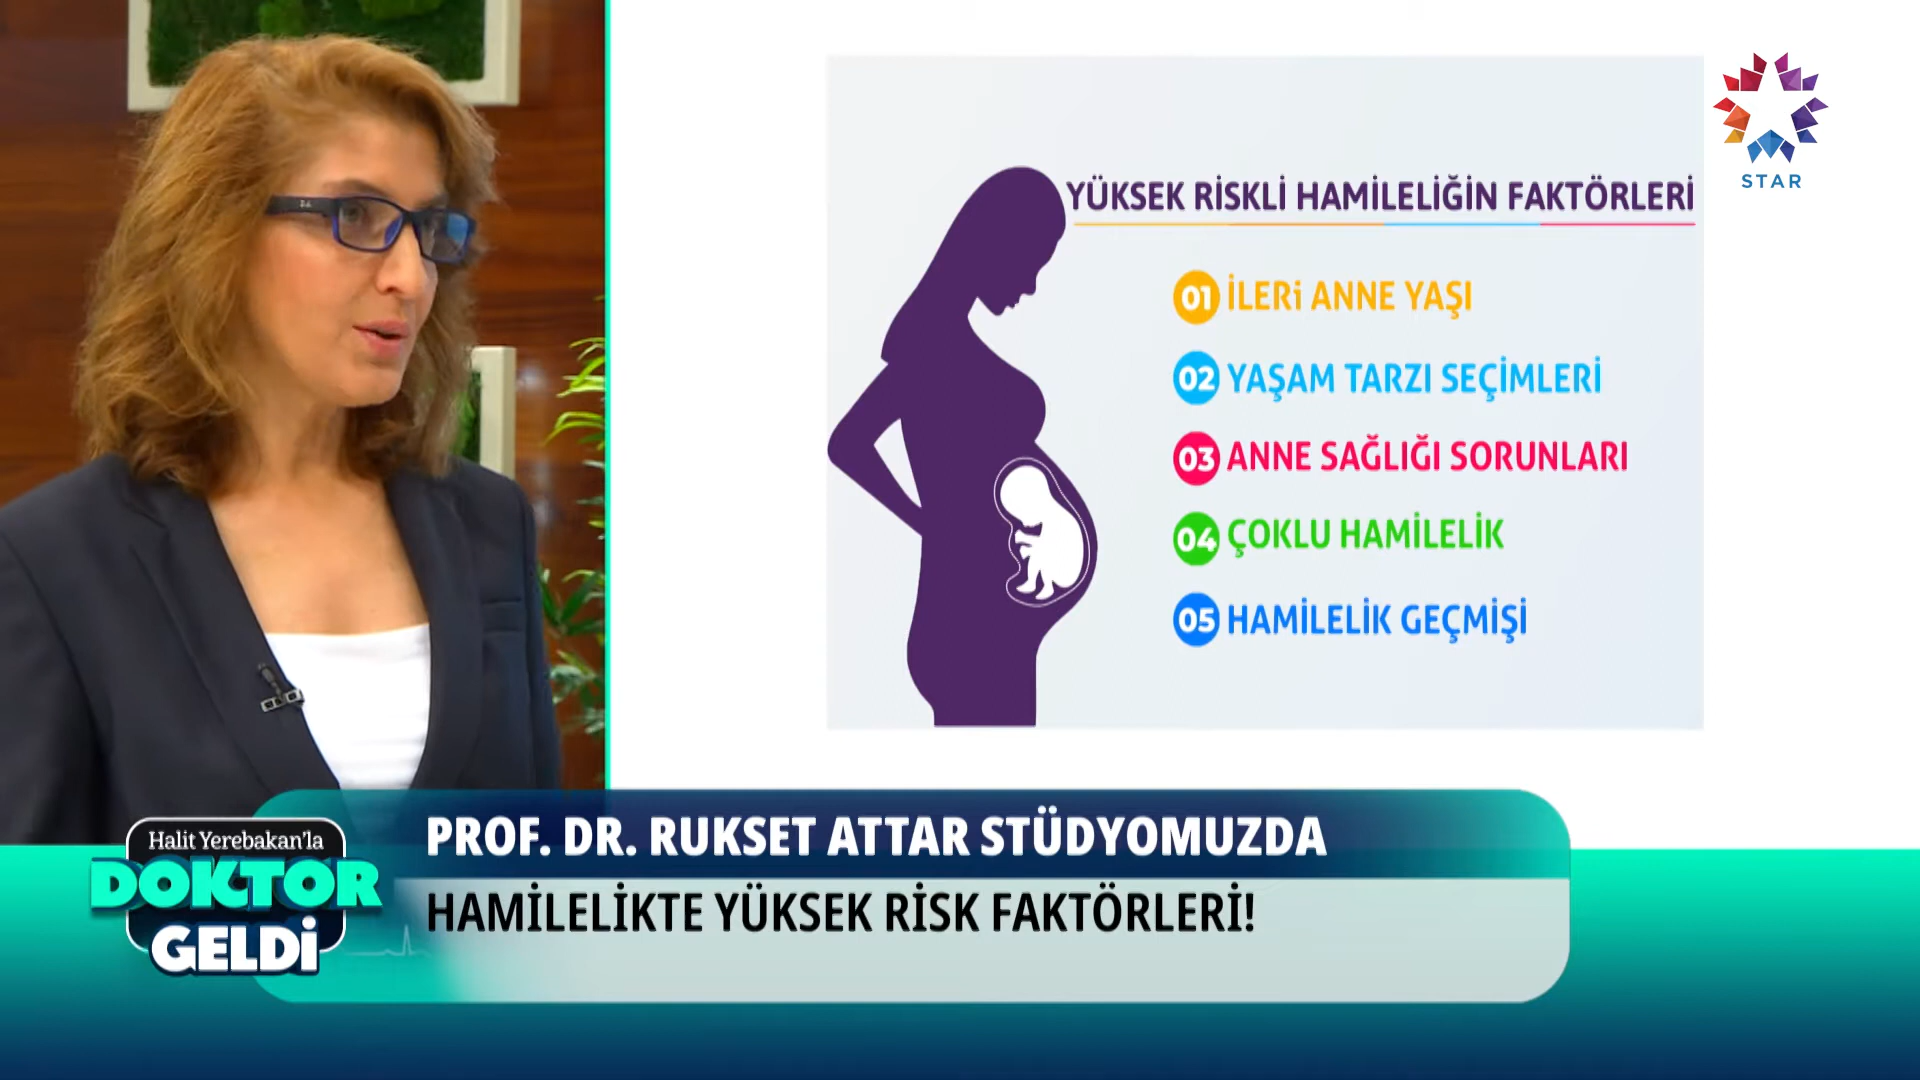 STAR
YÜKSEK RİSKLİ HAMİLELİĞİN FAKTÖRLERİ
01 İLERi ANNE YAŞI
02 YAŞAM TARZI SEÇİMLERİ
03 ANNE SAĞLIĞI SORUNLARI
04 ÇOKLU HAMİLELİK
05 HAMİLELİK GEÇMİŞİ
PROF. DR. RUKSET ATTAR STÜDYOMUZDA
HAMİLELİKTE YÜKSEK RİSK FAKTÖRLERİ!
Halit Yerebakan'la
DOKTOR
GELDİ